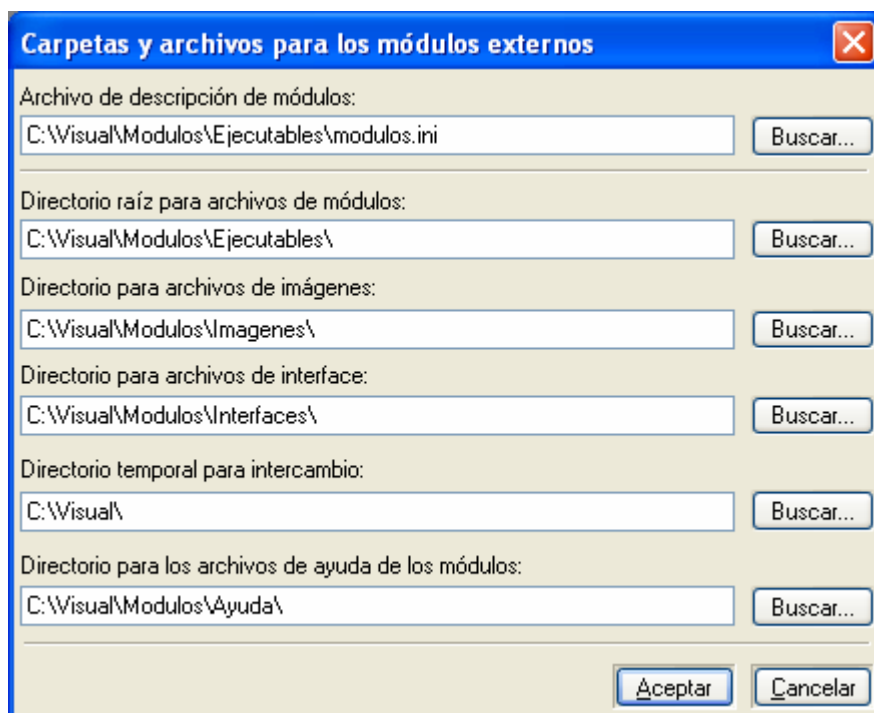 Carpetas y archivos para los módulos externos
Archivo de descripción de módulos:
C:\Visual\Modulos\Ejecutables\modulos.ini
Buscar...
Directorio raíz para archivos de módulos:
C:\Visual\Modulos\Ejecutables\
Buscar...
Directorio para archivos de imágenes:
C:\Visual\Modulos\Imagenes\
Buscar...
Directorio para archivos de interface:
C:\Visual\Modulos\Interfaces\
Buscar...
Directorio temporal para intercambio:
C:\Visual\
Buscar...
Directorio para los archivos de ayuda de los módulos:
C:\Visual\Modulos\Ayuda\
Buscar...
Aceptar
Cancelar